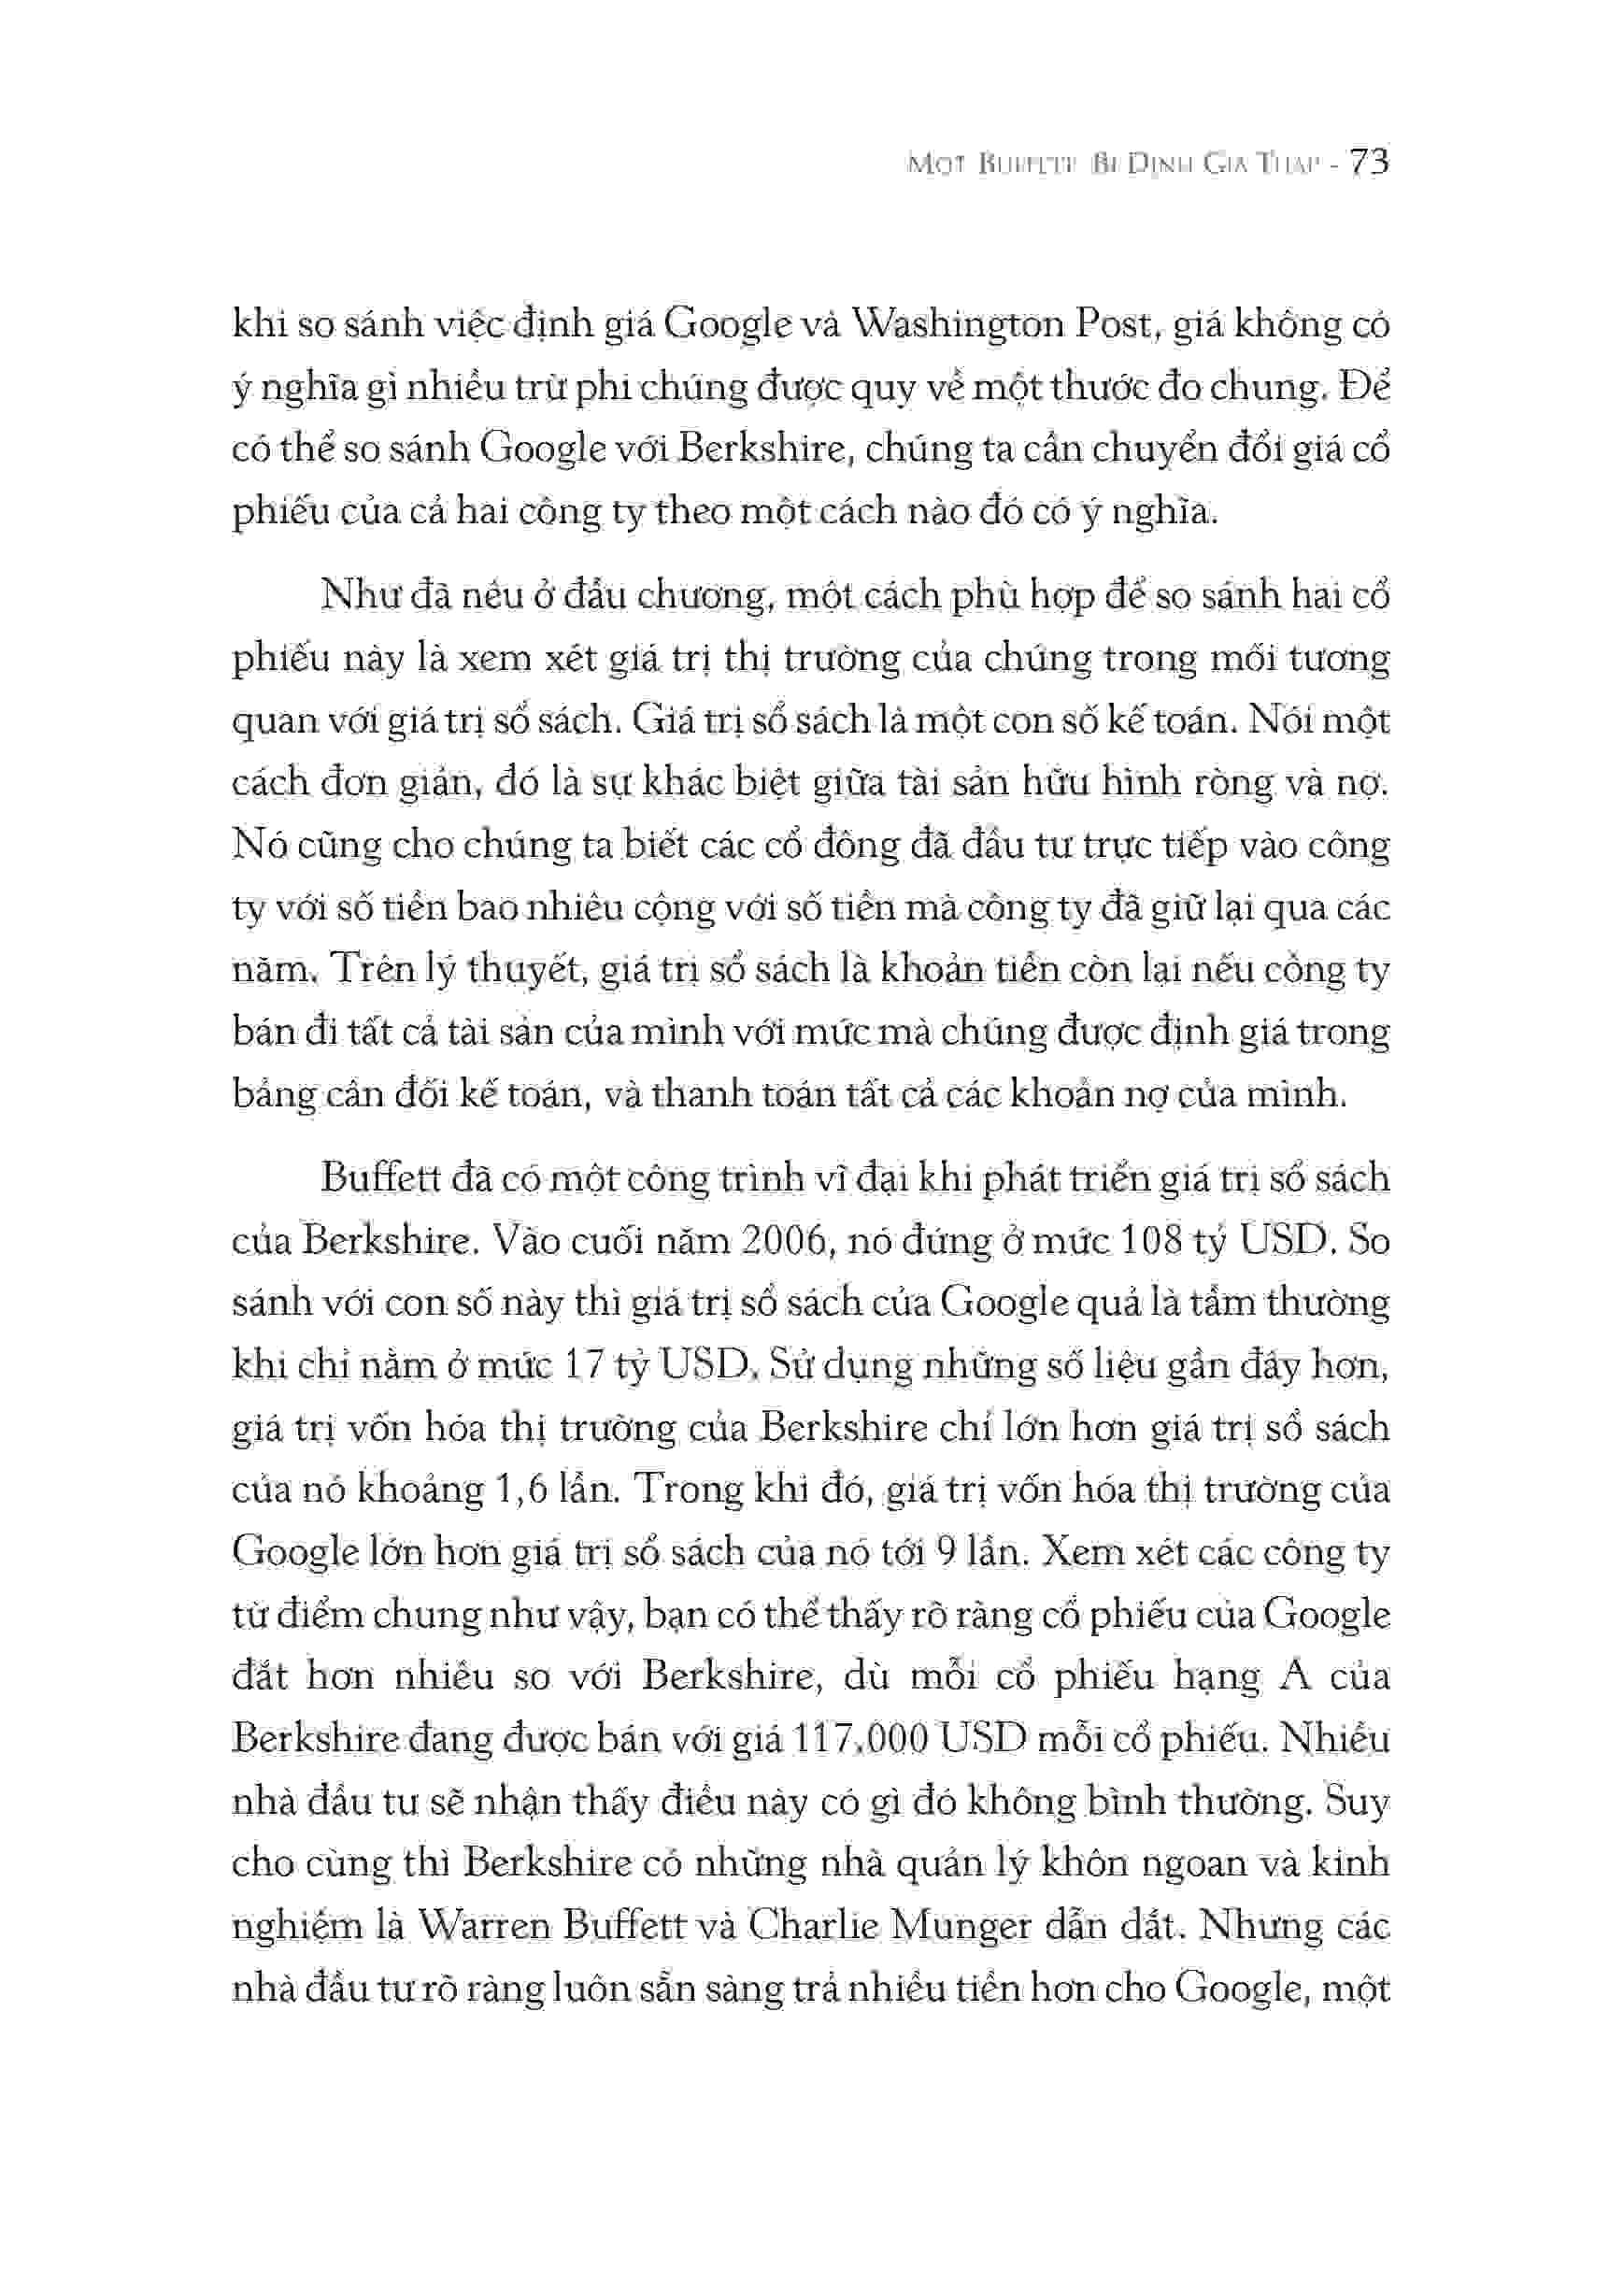 MỘT BUFFETT BỊ ĐỊNH GIÁ THẤP - 73
khi so sánh việc định giá Google và Washington Post, giá không có
ý nghĩa gì nhiều trừ phi chúng được quy về một thước đo chung. Để
có thể so sánh Google với Berkshire, chúng ta cần chuyển đổi giá cổ
phiếu của cả hai công ty theo một cách nào đó có ý nghĩa.
Như đã nêu ở đầu chương, một cách phù hợp để so sánh hai cổ
phiếu này là xem xét giá trị thị trường của chúng trong mối tương
quan với giá trị sổ sách. Giá trị sổ sách là một con số kế toán. Nói một
cách đơn giản, đó là sự khác biệt giữa tài sản hữu hình ròng và nợ.
Nó cũng cho chúng ta biết các cổ đông đã đầu tư trực tiếp vào công
ty với số tiền bao nhiêu cộng với số tiền mà công ty đã giữ lại qua các
năm. Trên lý thuyết, giá trị sổ sách là khoản tiền còn lại nếu công ty
bán đi tất cả tài sản của mình với mức mà chúng được định giá trong
bảng cân đối kế toán, và thanh toán tất cả các khoản nợ của mình.
Buffett đã có một công trình vĩ đại khi phát triển giá trị sổ sách
của Berkshire. Vào cuối năm 2006, nó đứng ở mức 108 tỷ USD. So
sánh với con số này thì giá trị sổ sách của Google quả là tầm thường
khi chỉ nằm ở mức 17 tỷ USD. Sử dụng những số liệu gần đây hơn,
giá trị vốn hóa thị trường của Berkshire chỉ lớn hơn giá trị sổ sách
của nó khoảng 1,6 lần. Trong khi đó, giá trị vốn hóa thị trường của
Google lớn hơn giá trị sổ sách của nó tới 9 lần. Xem xét các công ty
từ điểm chung như vậy, bạn có thể thấy rõ ràng cổ phiếu của Google
đắt hơn nhiều so với Berkshire, dù mỗi cổ phiếu hạng A của
Berkshire đang được bán với giá 117.000 USD mỗi cổ phiếu. Nhiều
nhà đầu tư sẽ nhận thấy điều này có gì đó không bình thường. Suy
cho cùng thì Berkshire có những nhà quản lý khôn ngoan và kinh
nghiệm là Warren Buffett và Charlie Munger dẫn dắt. Nhưng các
nhà đầu tư rõ ràng luôn sẵn sàng trả nhiều tiền hơn cho Google, một